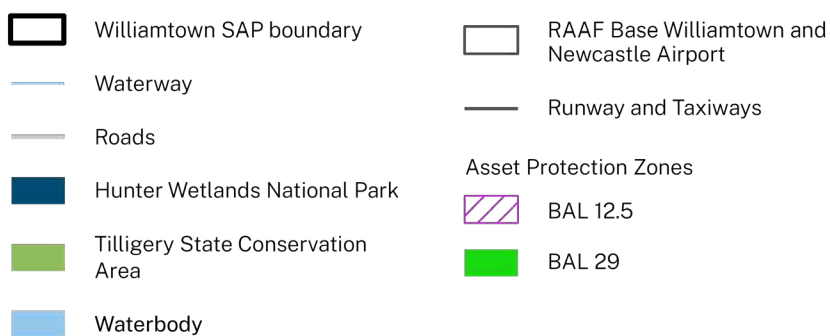 Williamtown SAP boundary
Waterway
Roads
Hunter Wetlands National Park
Tilligery State Conservation
Area
Waterbody
RAAF Base Williamtown and
Newcastle Airport
Runway and Taxiways
Asset Protection Zones
BAL 12.5
BAL 29